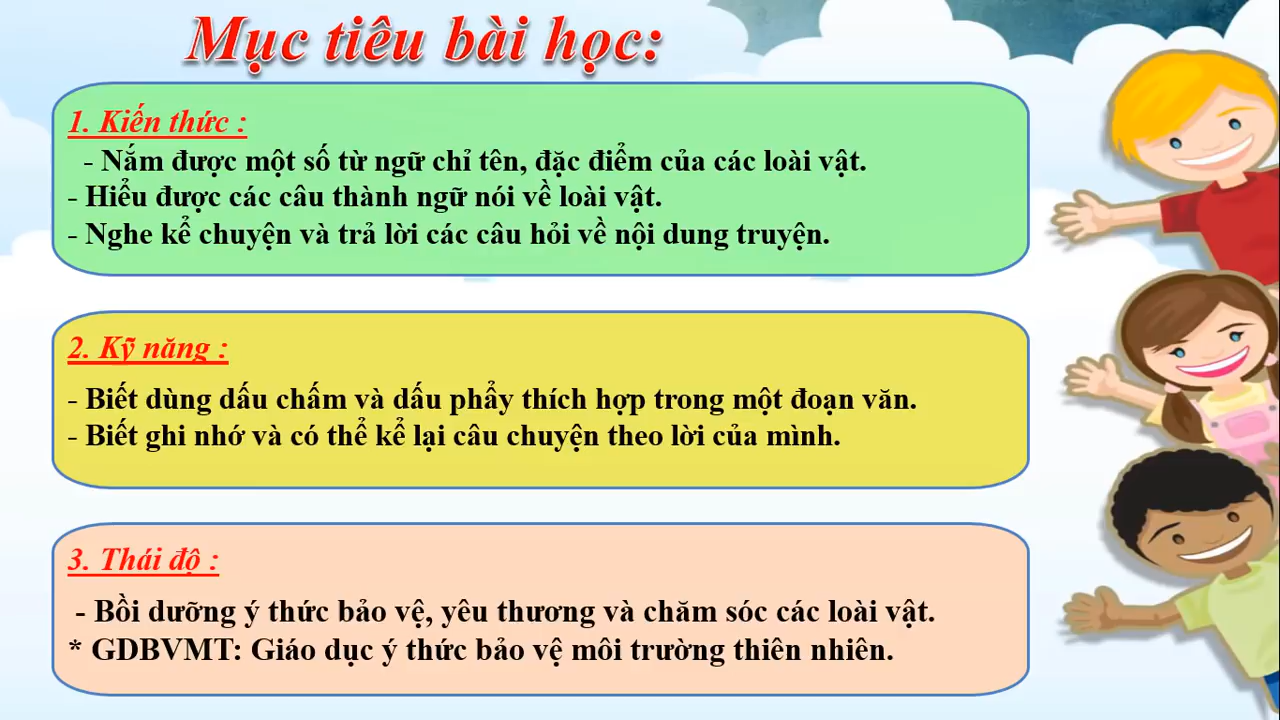 Mục tiêu bài học:
1. Kiến thức :
- Nắm được một số từ ngữ chỉ tên, đặc điểm của các loài vật.
- Hiểu được các câu thành ngữ nói về loài vật.
- Nghe kể chuyện và trả lời các câu hỏi về nội dung truyện.
2. Kỹ năng :
- Biết dùng dấu chấm và dấu phẩy thích hợp trong một đoạn văn.
- Biết ghi nhớ và có thể kể lại câu chuyện theo lời của mình.
3. Thái độ :
- Bồi dưỡng ý thức bảo vệ, yêu thương và chăm sóc các loài vật.
* GDBVMT: Giáo dục ý thức bảo vệ môi trường thiên nhiên.